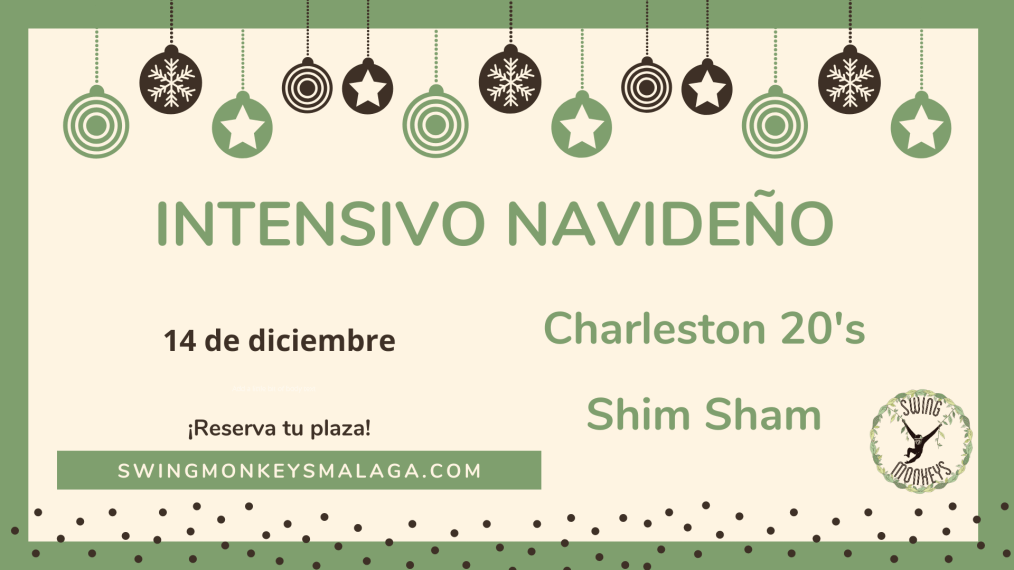 INTENSIVO NAVIDEÑO
14 de diciembre
Charleston 20's
Shim Sham
¡Reserva tu plaza!
SWINGMONKEYSMALAGA.COM
SWING
MONKEYS